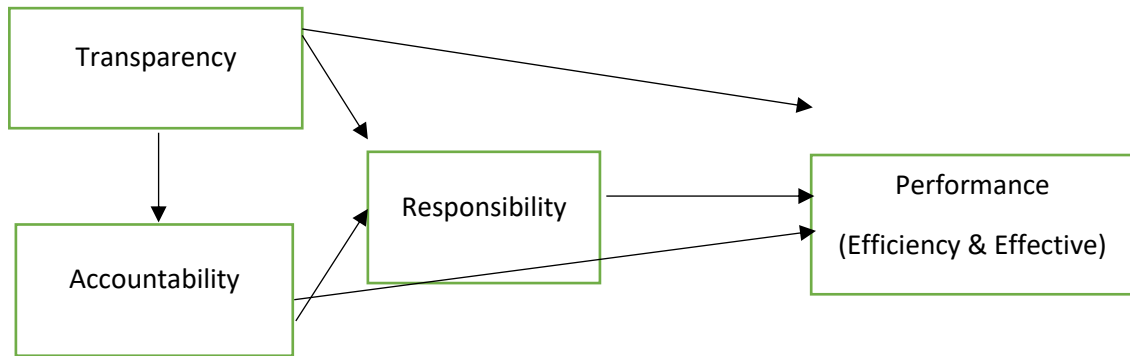 Transparency
Responsibility
Accountability
Performance
(Efficiency & Effective)